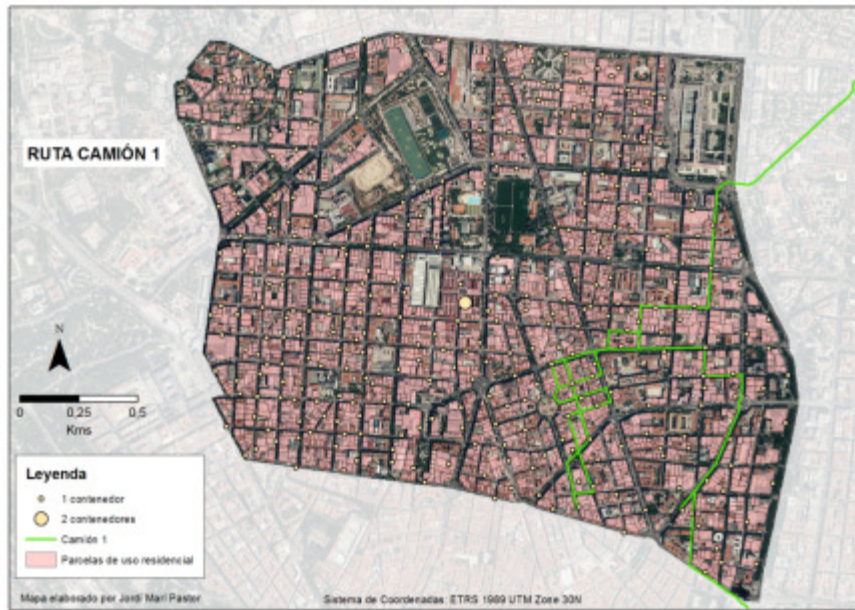 RUTA CAMIÓN 1
N
0 0,25 0,5
Kms
Leyenda
1 contenedor
2 contenedores
Camión 1
Parcelas de uso residencial
Mapa elaborado por Jordi Marí Pastor
Sistema de Coordenadas: ETRS 1989 UTM Zone 30N